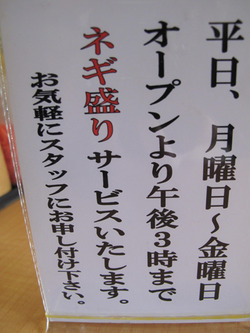 平日、月曜日～金曜日
オープンより午後3時まで
ネギ盛りサービスいたします。
お気軽にスタッフにお申し付け下さい。